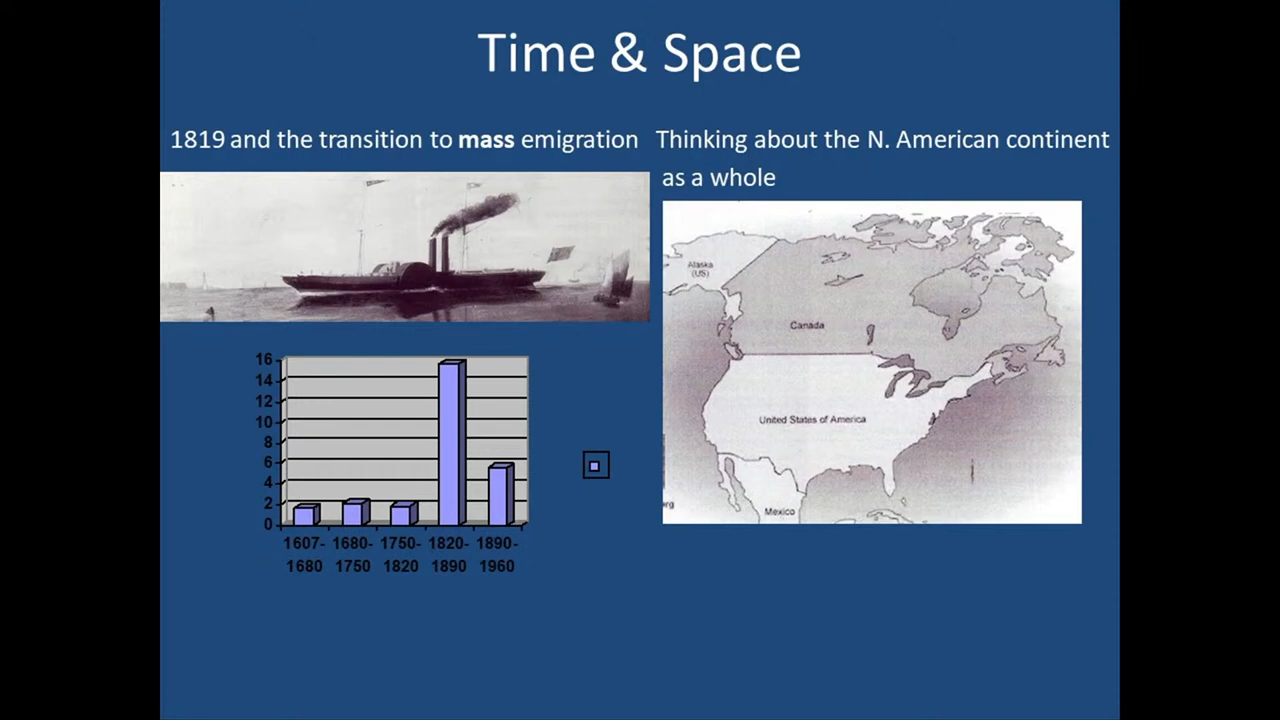 Time & Space
1819 and the transition to mass emigration
Thinking about the N. American continent
as a whole
Alaska
(US)
Canada
United States of America
Mexico
rg
16
14
12
10
8
6
4
2
0
1607- 1680- 1750- 1820- 1890-
1680 1750 1820 1890 1960